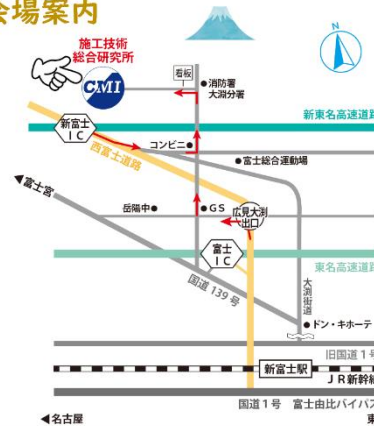 会場案内
N
施工技術
総合研究所
CMI
看板
●消防署
大淵分署
新東名高速道路
新富士
IC
コンビニ●
西富士道路
●富士総合運動場
◀富士宮
岳陽中●
●GS
広見大淵
出口
富士
IC
東名高速道路
国道139号
大淵街道
●ドン・キホーテ
旧国道1号
新富士駅
JR新幹線
国道1号 富士由比バイパス
◀名古屋
東